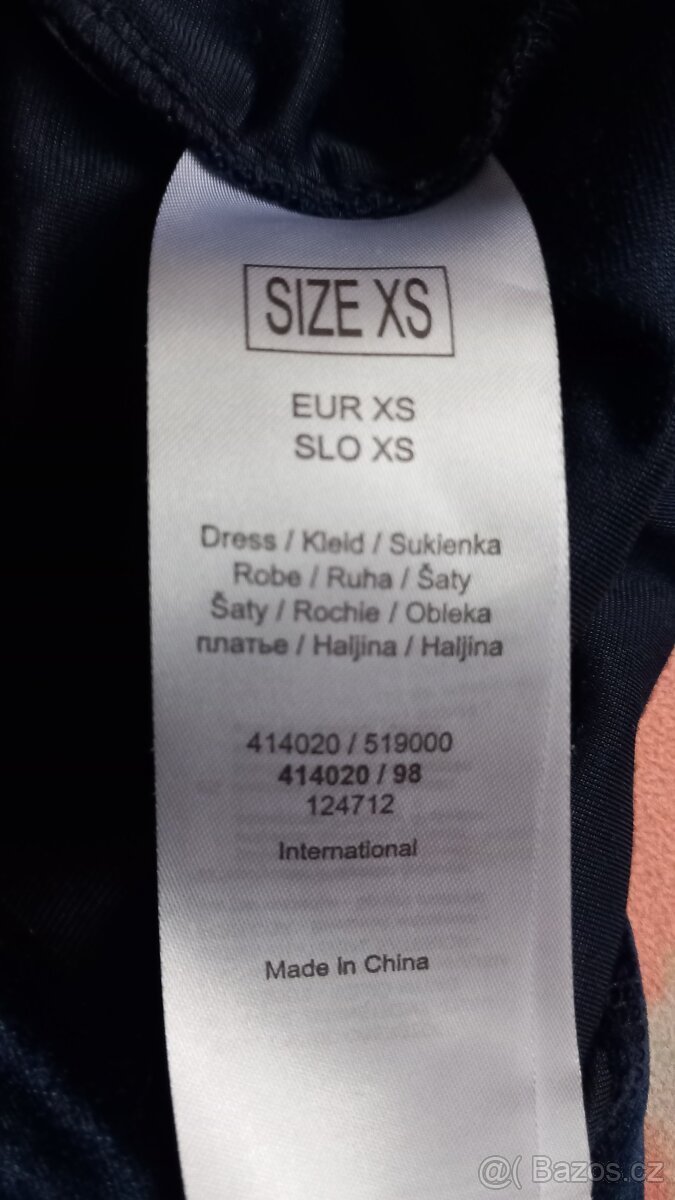 SIZE XS
EUR XS
SLO XS
Dress / Kleid / Sukienka
Robe / Ruha / Šaty
Šaty / Rochie / Obleka
платье / Haljina / Haljina
414020 / 519000
414020 / 98
124712
International
Made In China
@( Bazos.cz